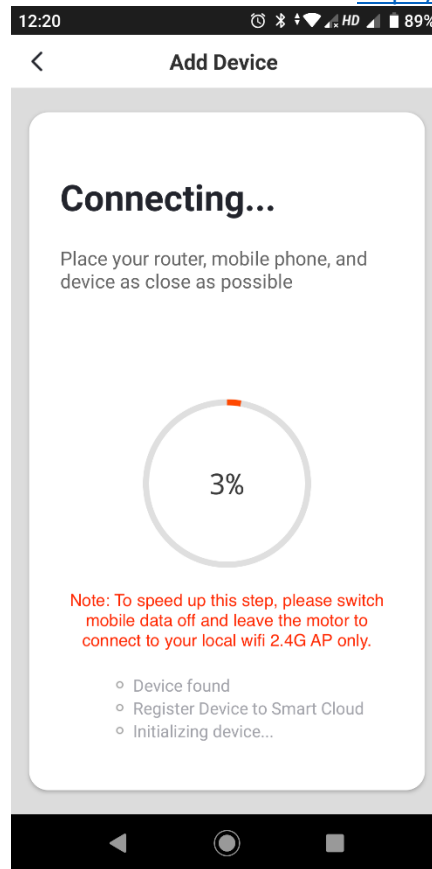 12:20 HD 89%
Add Device
Connecting...
Place your router, mobile phone, and
device as close as possible
3%
Note: To speed up this step, please switch
mobile data off and leave the motor to
connect to your local wifi 2.4G AP only.
Device found
Register Device to Smart Cloud
Initializing device...